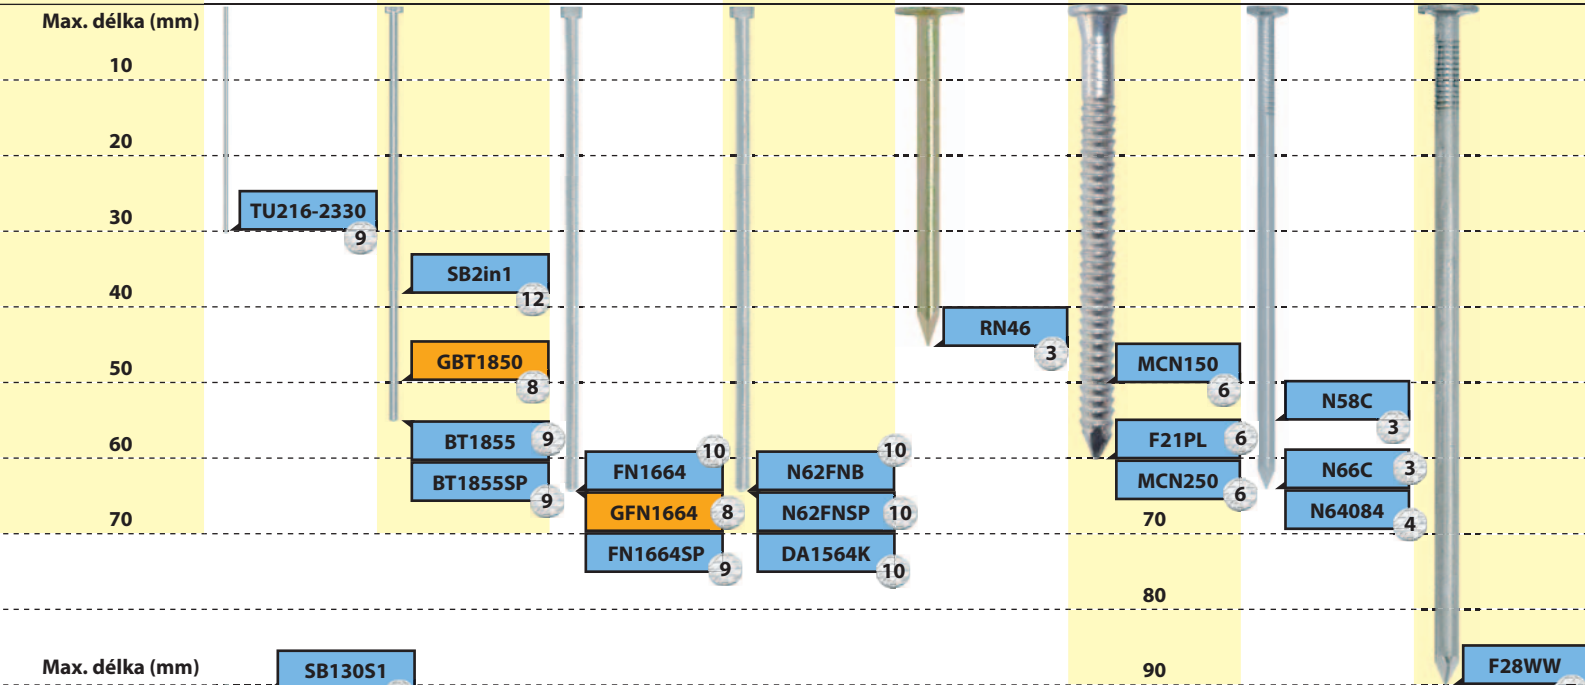 Max. délka (mm)
10
20
30
TU216-2330
9
SB2in1
12
40
RN46
3
GBT1850
8
50
MCN150
6
N58C
3
BT1855
9
F21PL
6
60
FN1664
10
N62FNB
10
N66C
3
BT1855SP
9
MCN250
6
GFN1664
8
N62FNSP
10
N64084
4
70
70
FN1664SP
9
DA1564K
10
80
Max. délka (mm)
SB130S1
90
F28WW